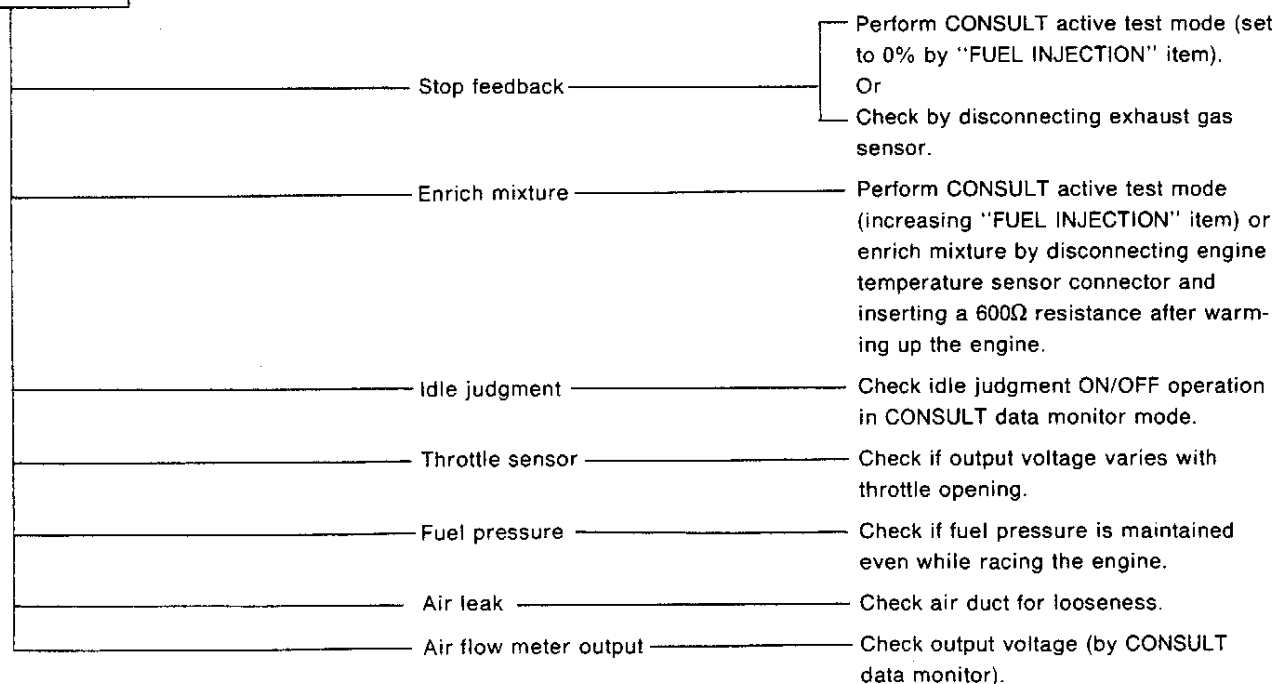 Perform CONSULT active test mode (set
to 0% by "FUEL INJECTION" item).
Stop feedback
Or
Check by disconnecting exhaust gas
sensor.
Enrich mixture
Perform CONSULT active test mode
(increasing "FUEL INJECTION" item) or
enrich mixture by disconnecting engine
temperature sensor connector and
inserting a 600Ω resistance after warm-
ing up the engine.
Idle judgment
Check idle judgment ON/OFF operation
in CONSULT data monitor mode.
Throttle sensor
Check if output voltage varies with
throttle opening.
Fuel pressure
Check if fuel pressure is maintained
even while racing the engine.
Air leak
Check air duct for looseness.
Air flow meter output
Check output voltage (by CONSULT
data monitor).